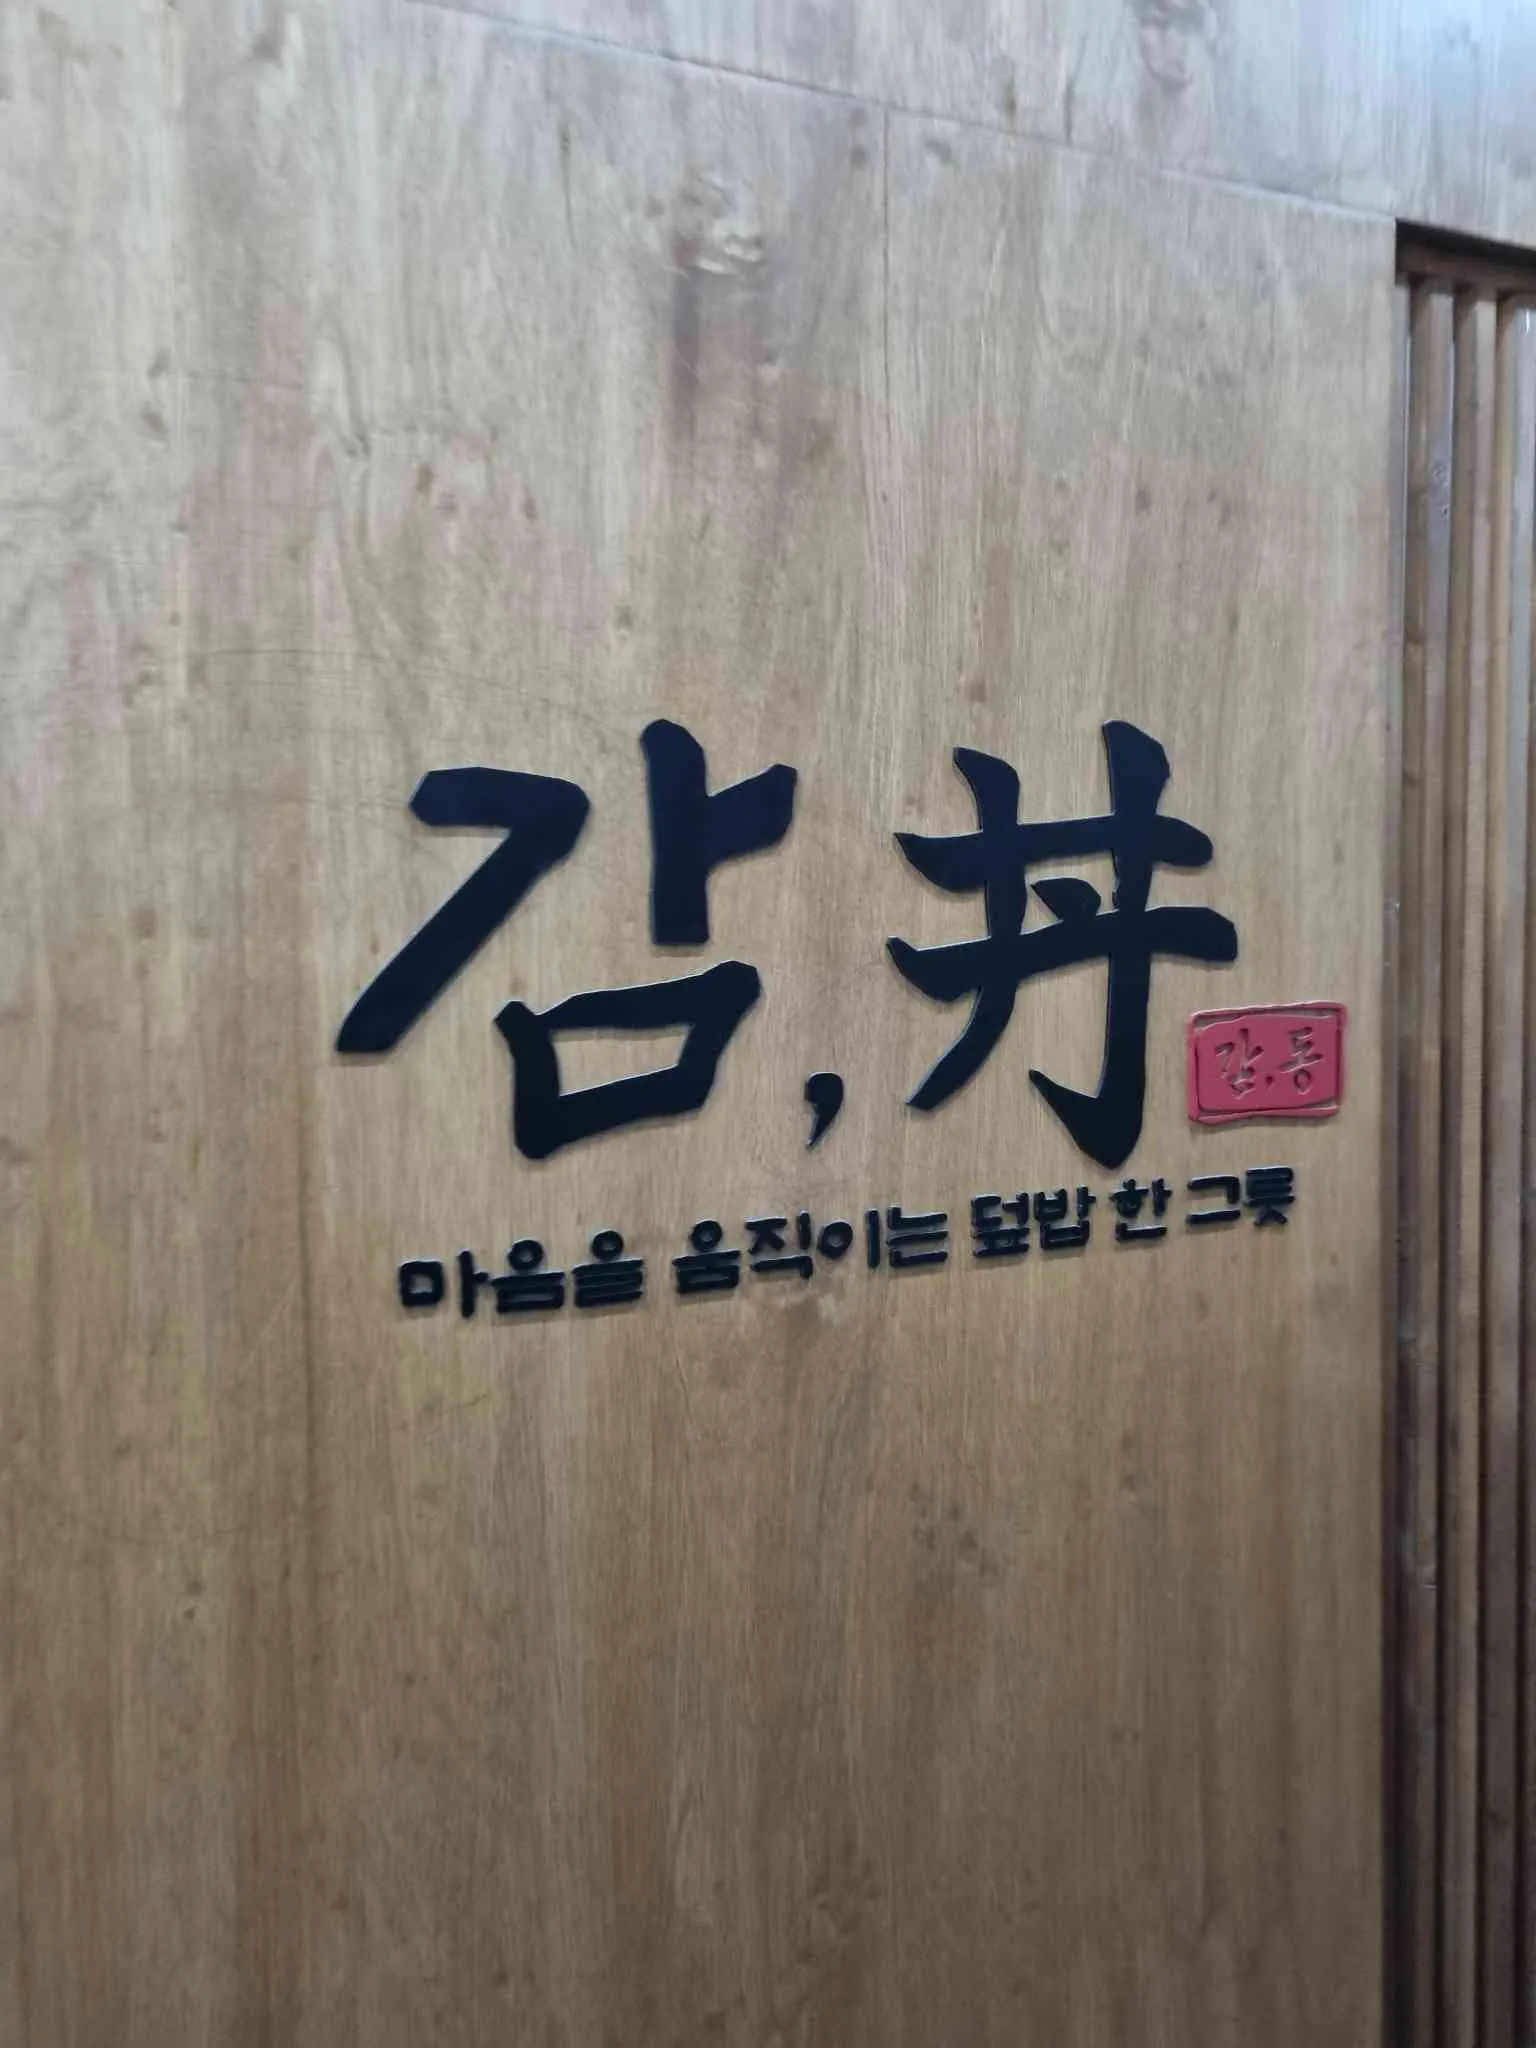 감, 丼
감, 동
마음을 움직이는 덮밥 한 그릇